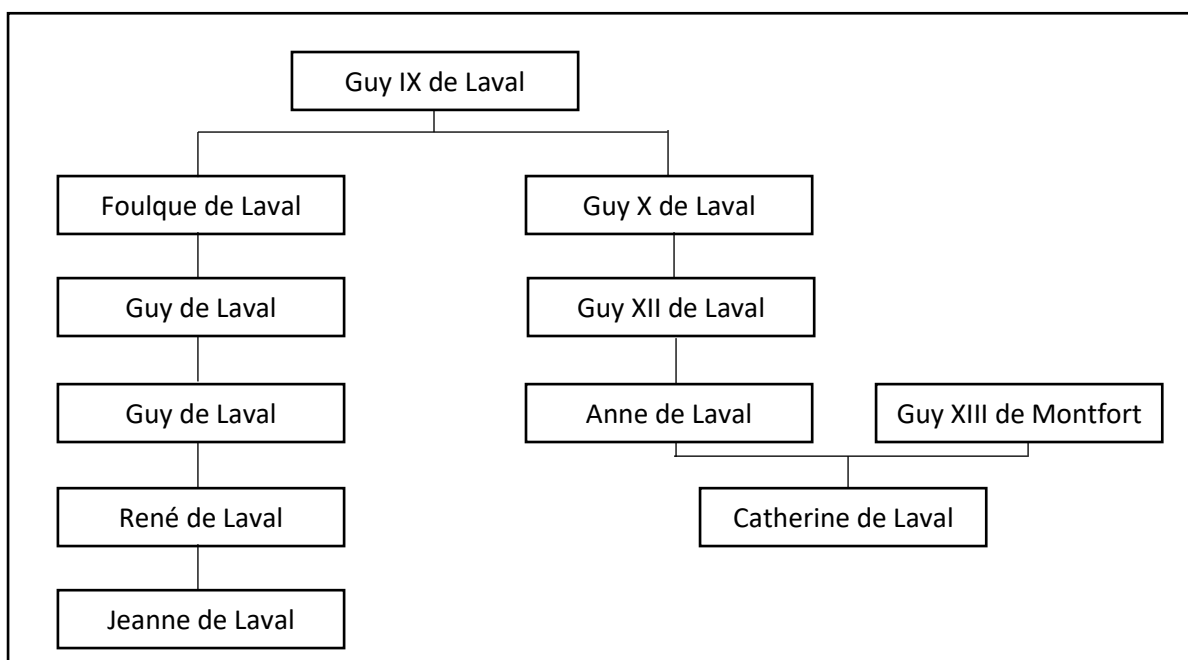 Guy IX de Laval
Foulque de Laval
Guy X de Laval
Guy de Laval
Guy XII de Laval
Guy de Laval
Anne de Laval
Guy XIII de Montfort
René de Laval
Catherine de Laval
Jeanne de Laval